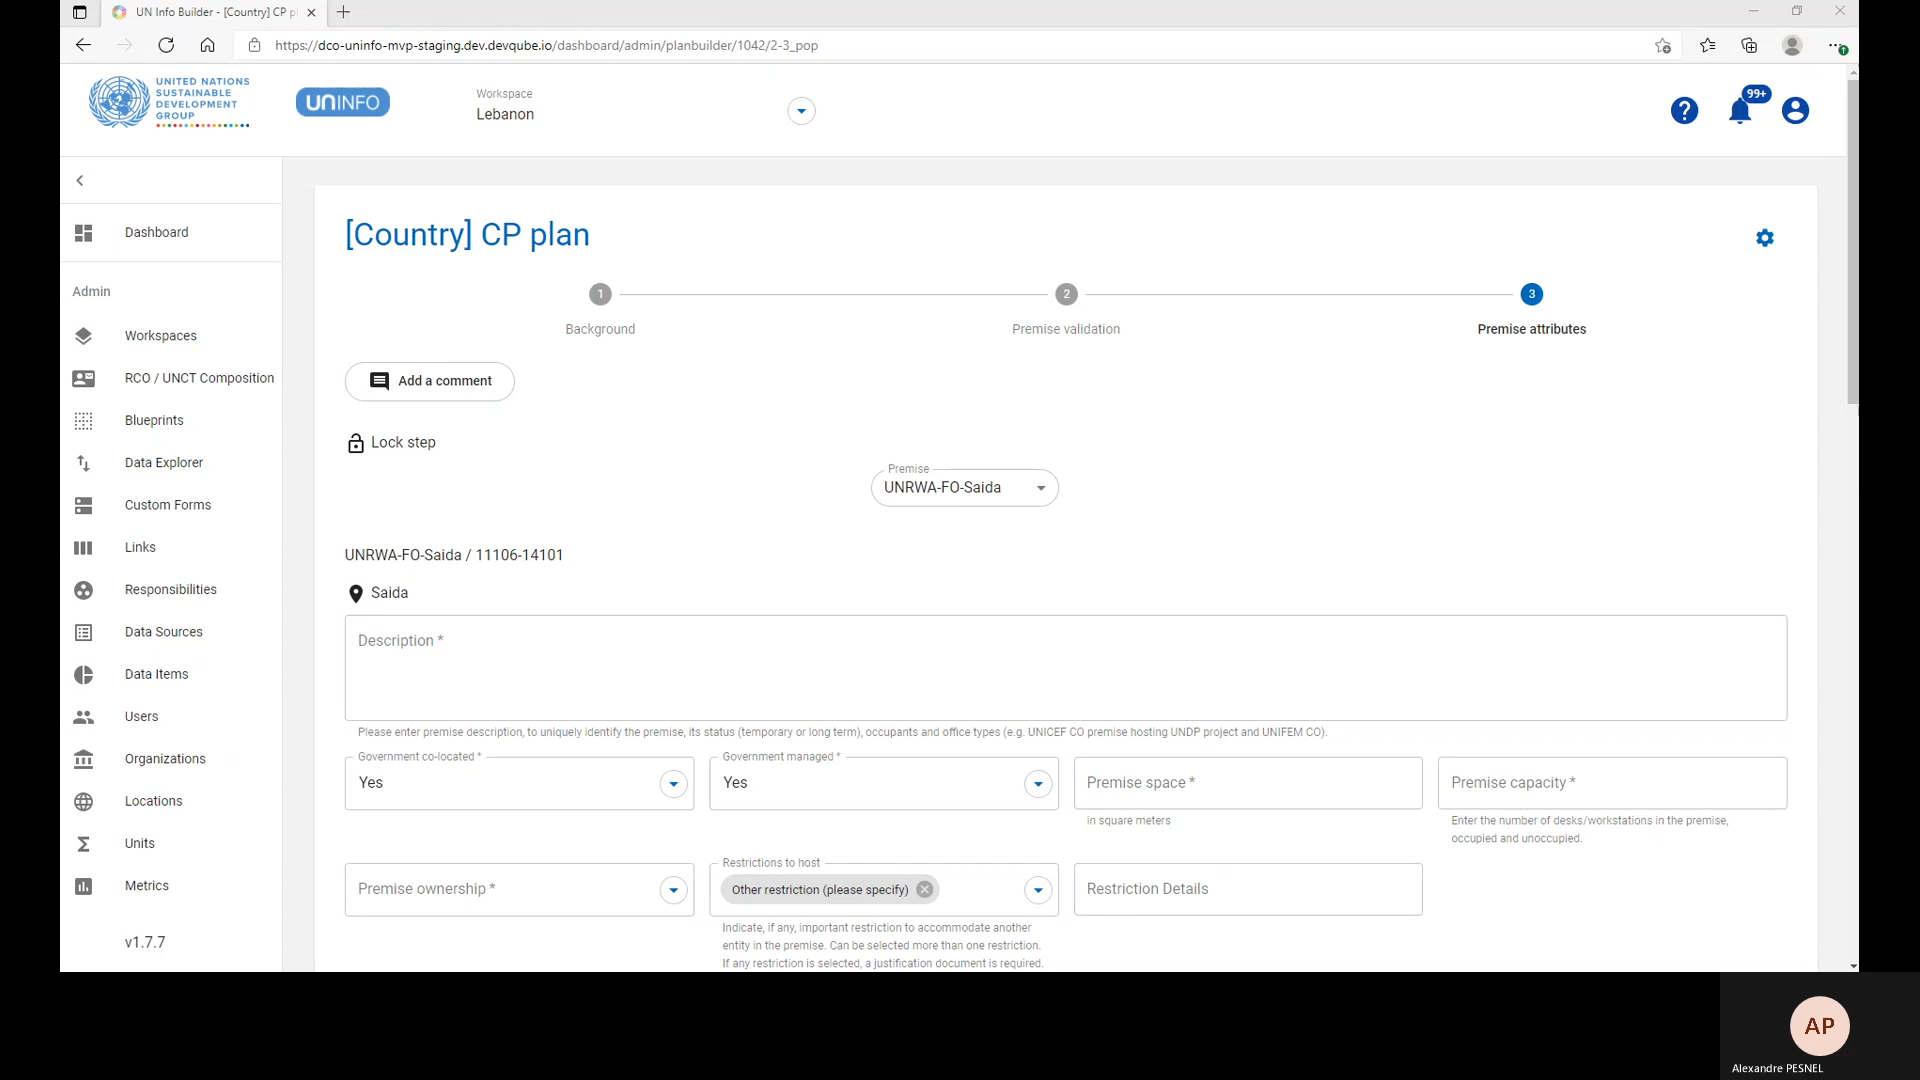 UN Info Builder - [Country] CP pl
https://dco-uninfo-mvp-staging.dev.devqube.io/dashboard/admin/planbuilder/1042/2-3_pop
UNITED NATIONS
SUSTAINABLE
DEVELOPMENT
GROUP
UNINFO
Workspace
Lebanon
?
99+
Dashboard
Admin
Workspaces
RCO / UNCT Composition
Blueprints
Data Explorer
Custom Forms
Links
Responsibilities
Data Sources
Data Items
Users
Organizations
Locations
Units
Metrics
v1.7.7
[Country] CP plan
1
2
3
Background
Premise validation
Premise attributes
Add a comment
Lock step
Premise
UNRWA-FO-Saida
UNRWA-FO-Saida / 11106-14101
Saida
Description *
Please enter premise description, to uniquely identify the premise, its status (temporary or long term), occupants and office types (e.g. UNICEF CO premise hosting UNDP project and UNIFEM CO).
Government co-located *
Yes
Government managed *
Yes
Premise space *
in square meters
Premise capacity *
Enter the number of desks/workstations in the premise,
occupied and unoccupied.
Premise ownership *
Restrictions to host
Other restriction (please specify)
Indicate, if any, important restriction to accommodate another
entity in the premise. Can be selected more than one restriction.
If any restriction is selected, a justification document is required.
Restriction Details
AP
Alexandre PESNEL